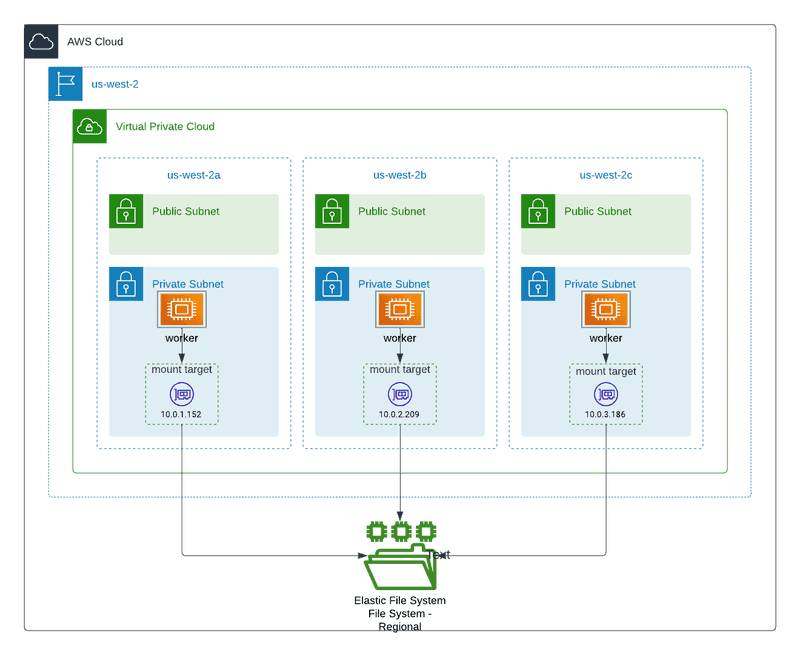 AWS Cloud
us-west-2
Virtual Private Cloud
us-west-2a
us-west-2b
us-west-2c
Public Subnet
Public Subnet
Public Subnet
Private Subnet
Private Subnet
Private Subnet
worker
worker
worker
mount target
mount target
mount target
10.0.1.152
10.0.2.209
10.0.3.186
Text
Elastic File System
File System -
Regional